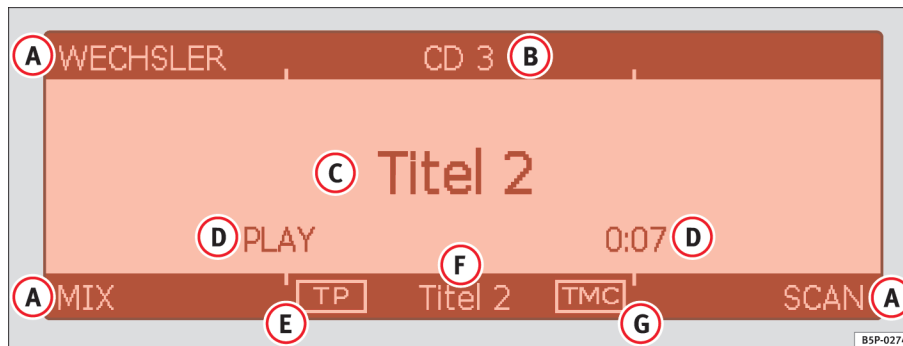 A WECHSLER CD 3 B
C Titel 2
D PLAY 0:07 D
F
A MIX TP Titel 2 TMC SCAN A
E G
B5P-0274